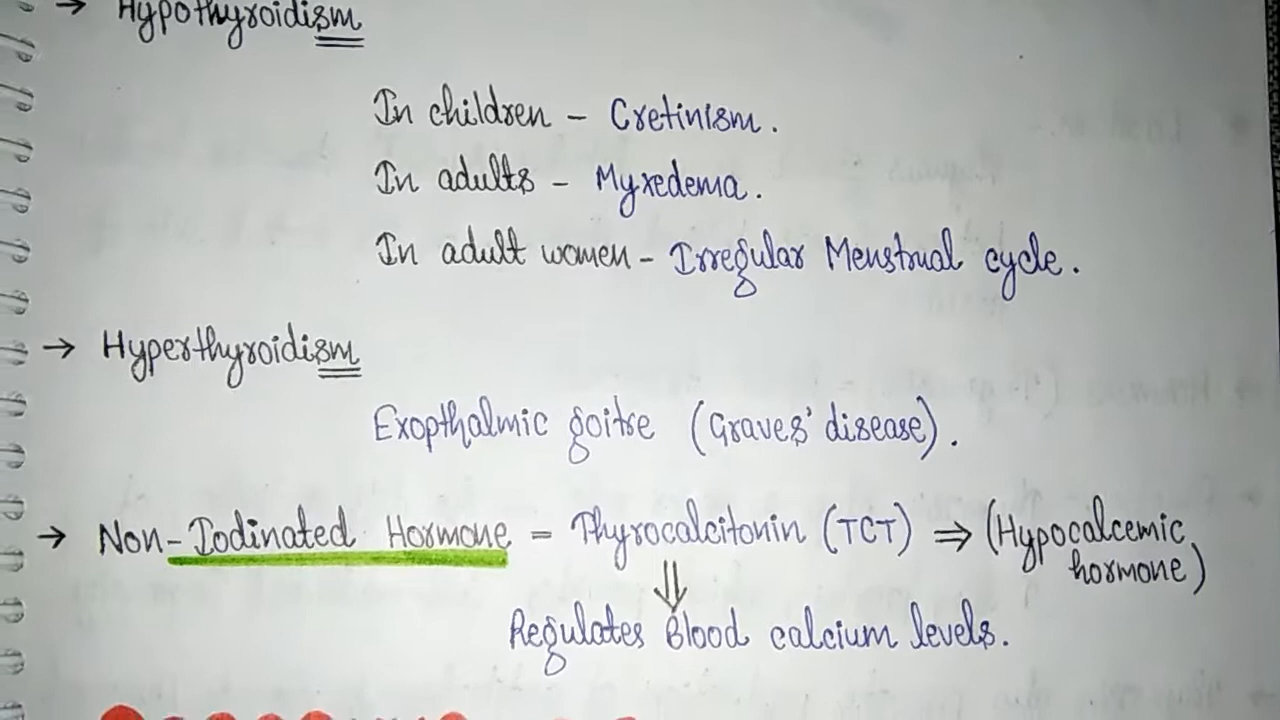 → Hypothyroidism
In children - Cretinism.
In adults - Myxedema.
In adult women - Irregular Menstrual cycle.
→ Hyperthyroidism
Exopthalmic goitre (Graves' disease).
→ Non-Iodinated Hormone = Thyrocalcitonin (TCT) ⇒ (Hypocalcemic
hormone)
⇓
Regulates Blood calcium levels.